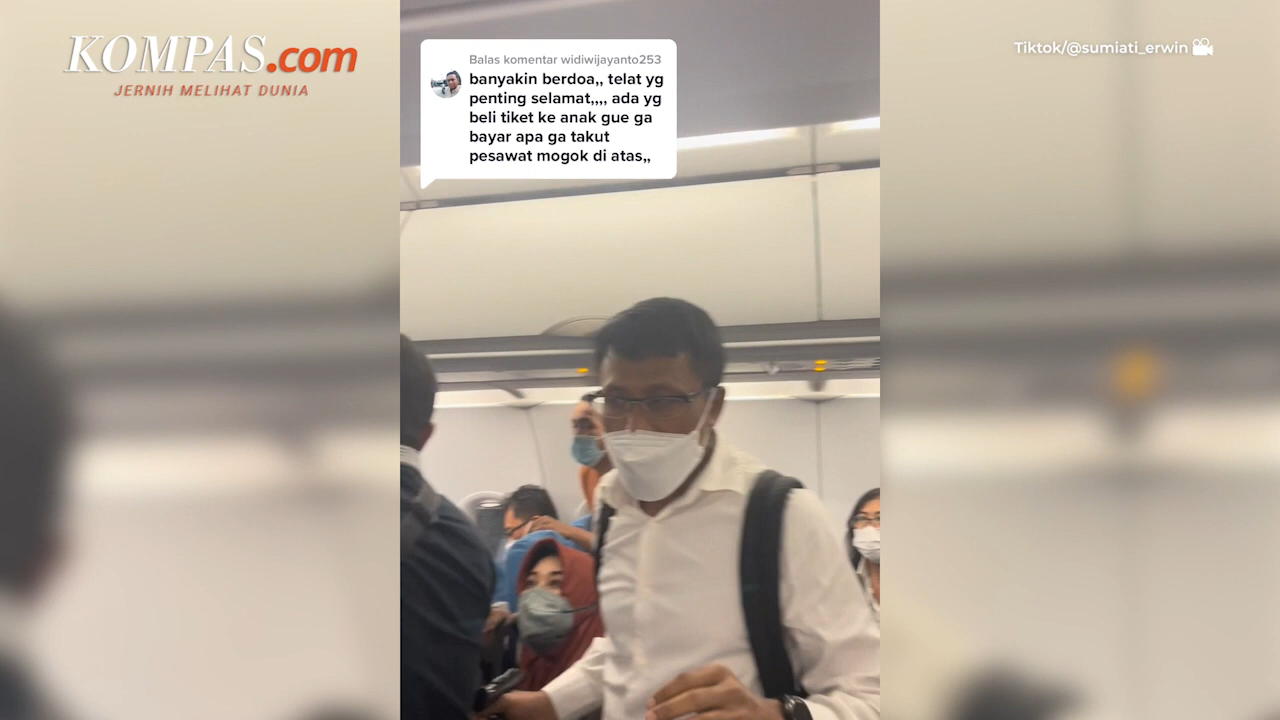 KOMPAS.com
JERNIH MELIHAT DUNIA
Tiktok/@sumiati_erwin
Balas komentar widiwijayanto253
banyakin berdoa,, telat yg
penting selamat,,,, ada yg
beli tiket ke anak gue ga
bayar apa ga takut
pesawat mogok di atas,,